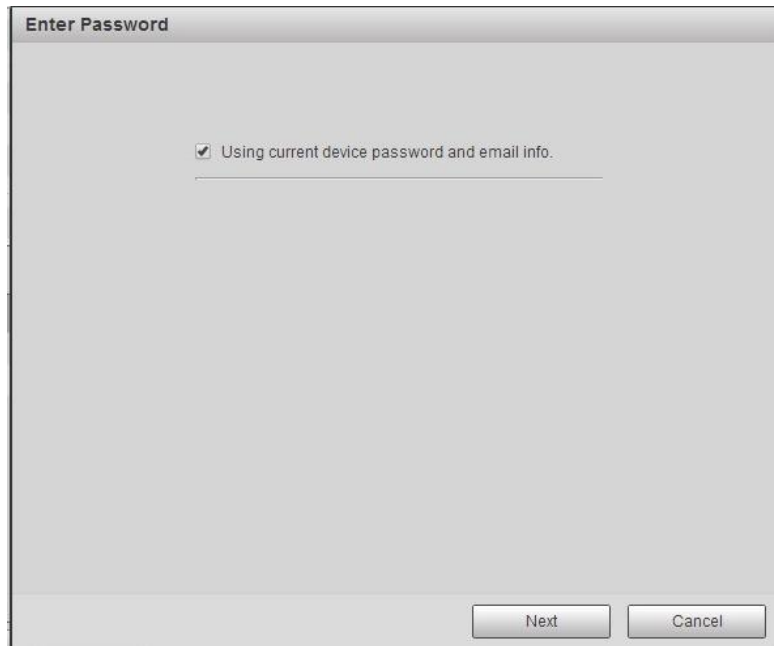 Enter Password
Using current device password and email info.
Next
Cancel